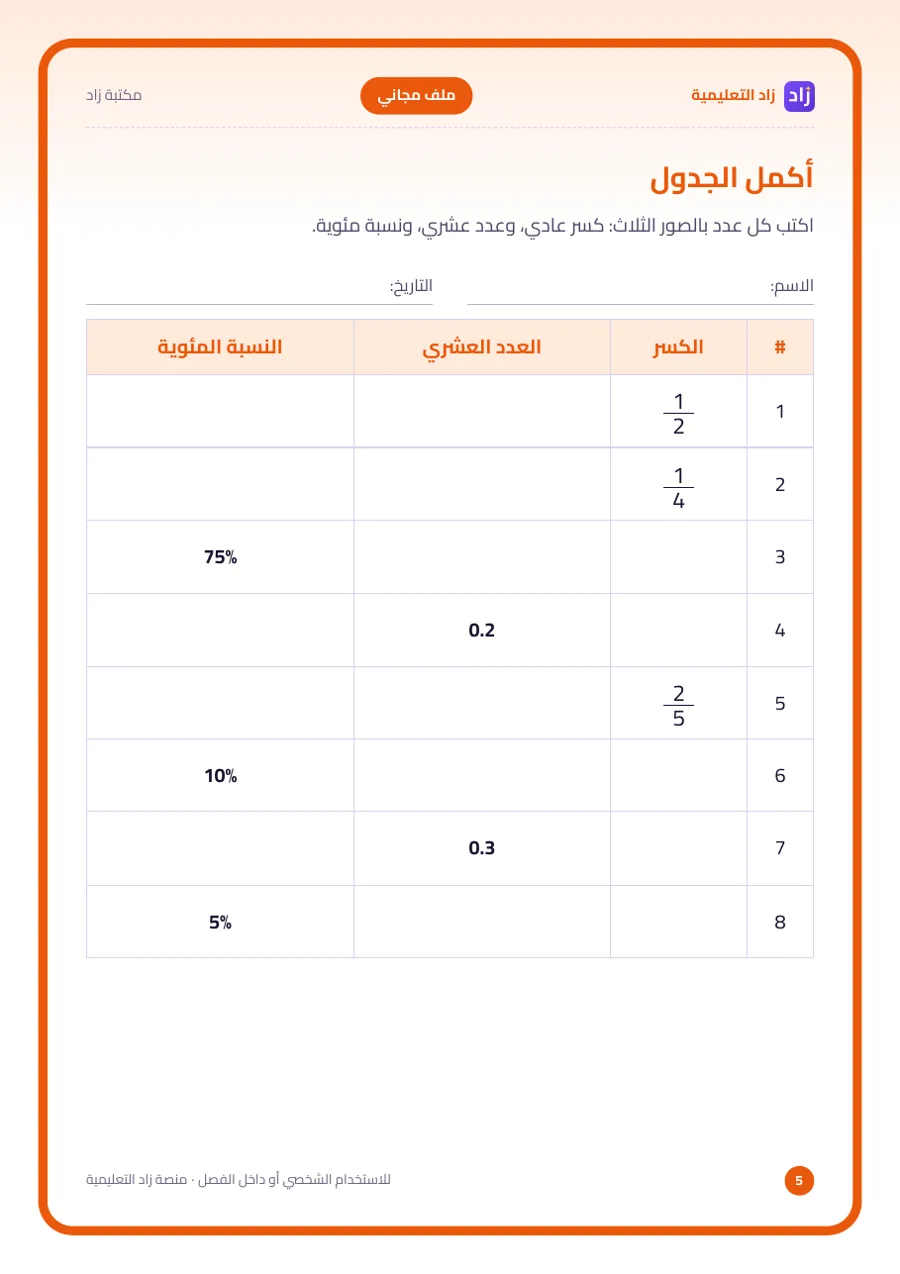 زاد زاد التعليمية
ملف مجاني
مكتبة زاد
أكمل الجدول
اكتب كل عدد بالصور الثلاث: كسر عادي، وعدد عشري، ونسبة مئوية.
الاسم:
التاريخ:
# الكسر العدد العشري النسبة المئوية
1 1/2
2 1/4
3 75%
4 0.2
5 2/5
6 10%
7 0.3
8 5%
5
للاستخدام الشخصي أو داخل الفصل · منصة زاد التعليمية